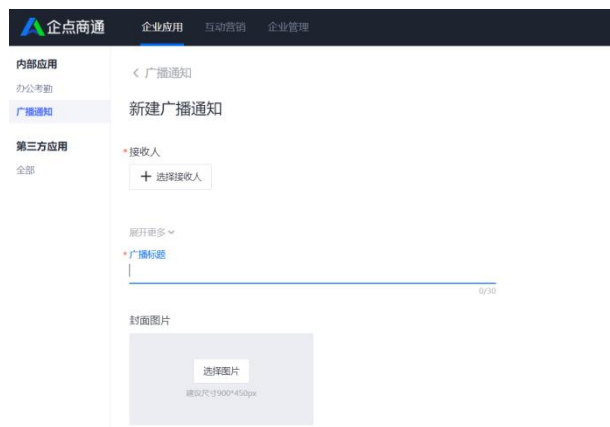 企点商通 企业应用 互动营销 企业管理
内部应用
办公考勤
广播通知
第三方应用
全部
< 广播通知
新建广播通知
*接收人
+ 选择接收人
展开更多
*广播标题
0/30
封面图片
选择图片
建议尺寸900*450px